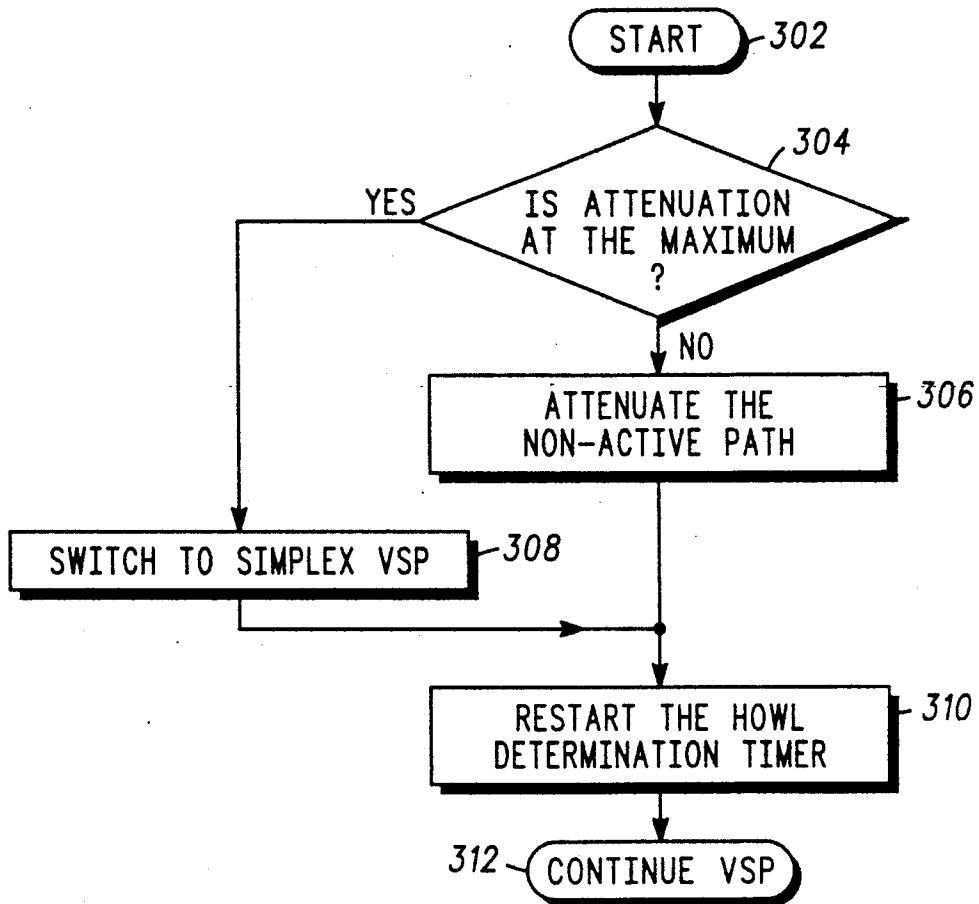 START
302
304
YES
IS ATTENUATION
AT THE MAXIMUM
?
NO
ATTENUATE THE
NON-ACTIVE PATH
306
SWITCH TO SIMPLEX VSP
308
RESTART THE HOWL
DETERMINATION TIMER
310
312
CONTINUE VSP